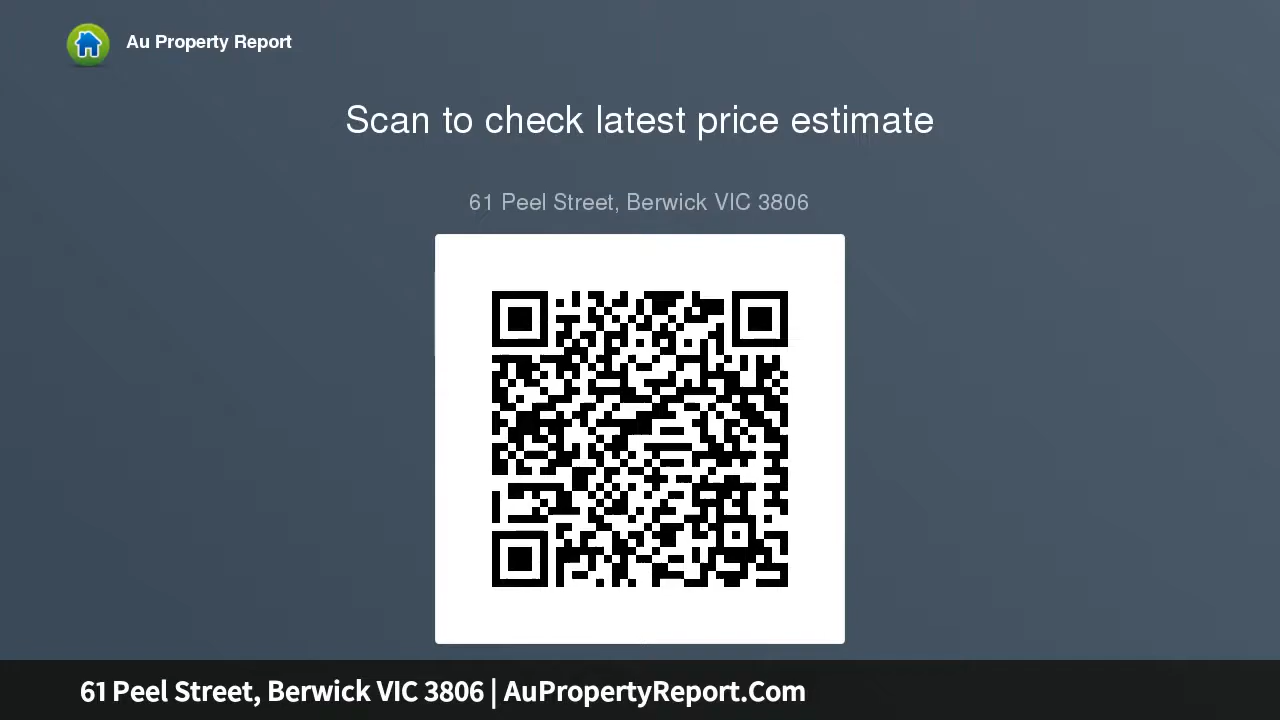 Au Property Report
Scan to check latest price estimate
61 Peel Street, Berwick VIC 3806
61 Peel Street, Berwick VIC 3806 | AuPropertyReport.Com